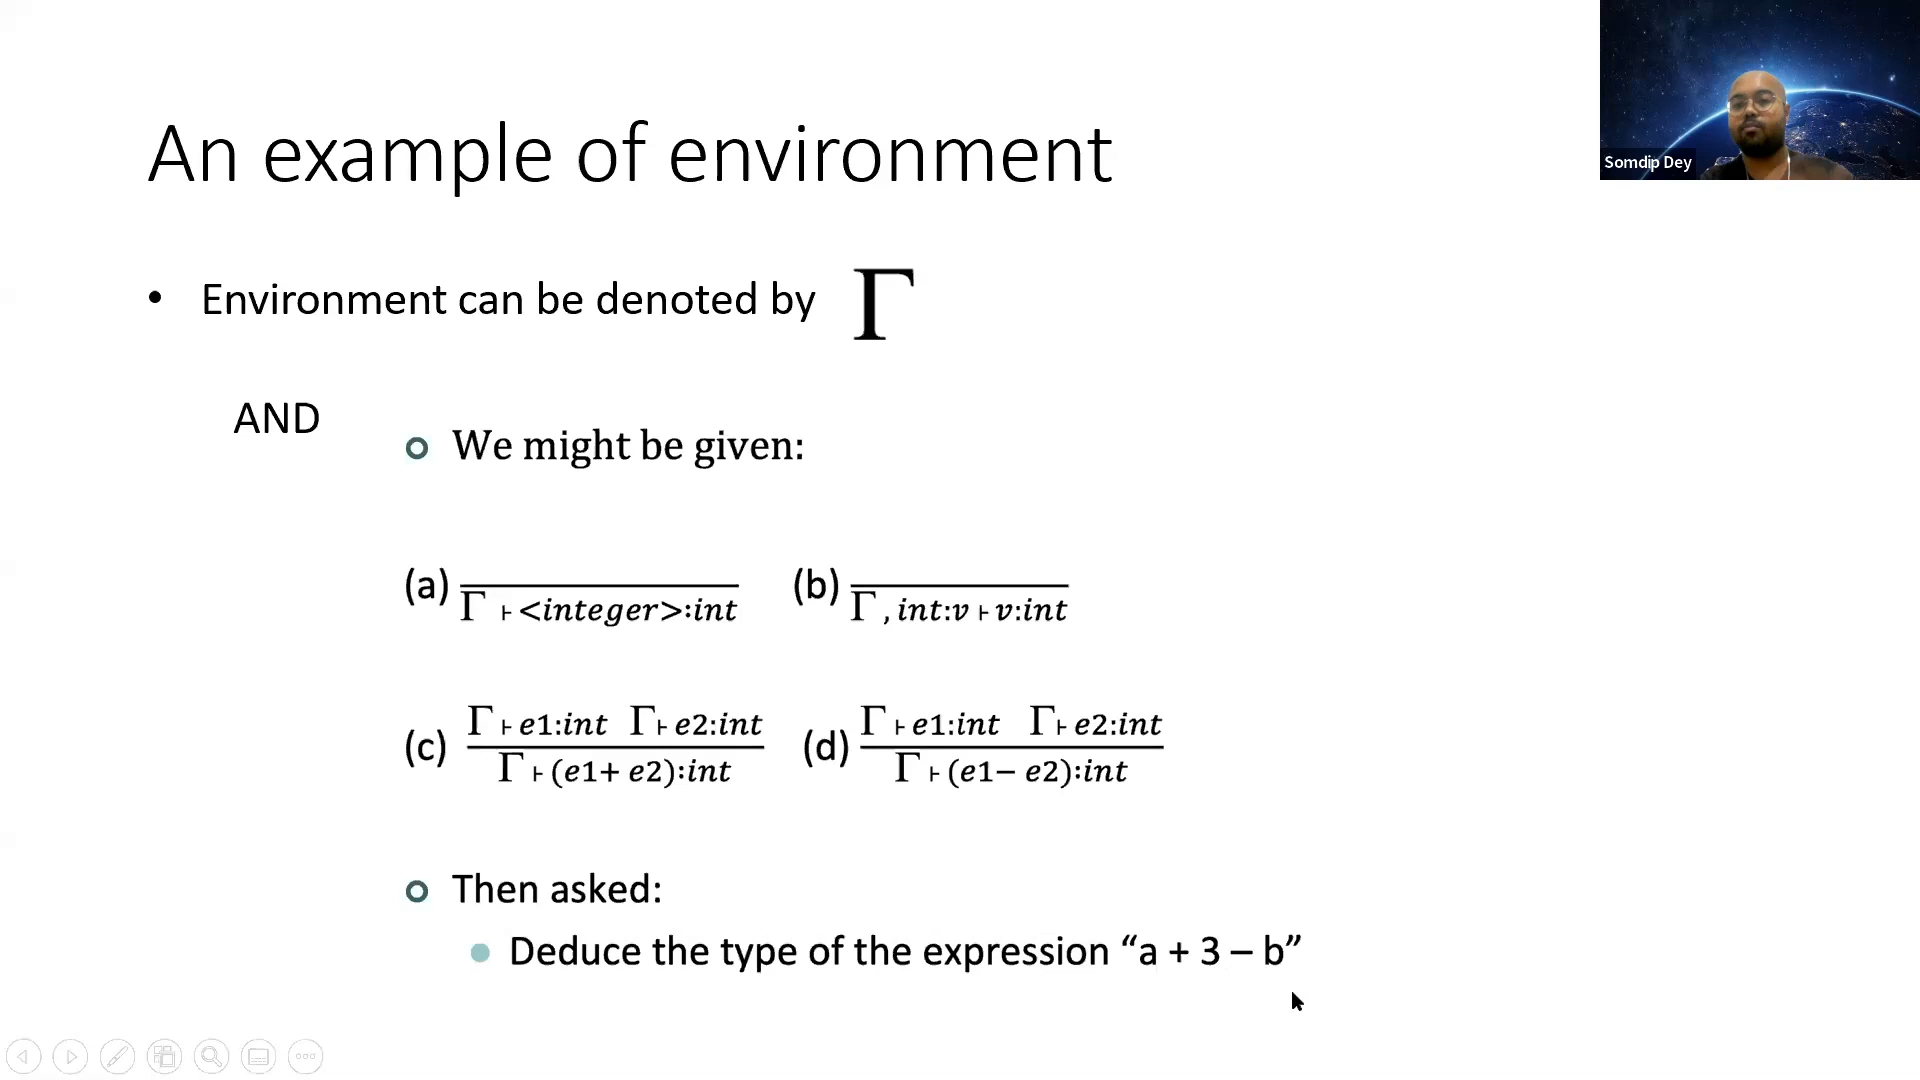 An example of environment
Somdip Dey
• Environment can be denoted by Γ
AND
We might be given:
(a) Γ ⊢ <integer>:int (b) Γ , int:v ⊢ v:int
Γ ⊢ e1:int Γ ⊢ e2:int Γ ⊢ e1:int Γ ⊢ e2:int
(c) (d)
Γ ⊢ (e1+ e2):int Γ ⊢ (e1− e2):int
Then asked:
Deduce the type of the expression “a + 3 – b”